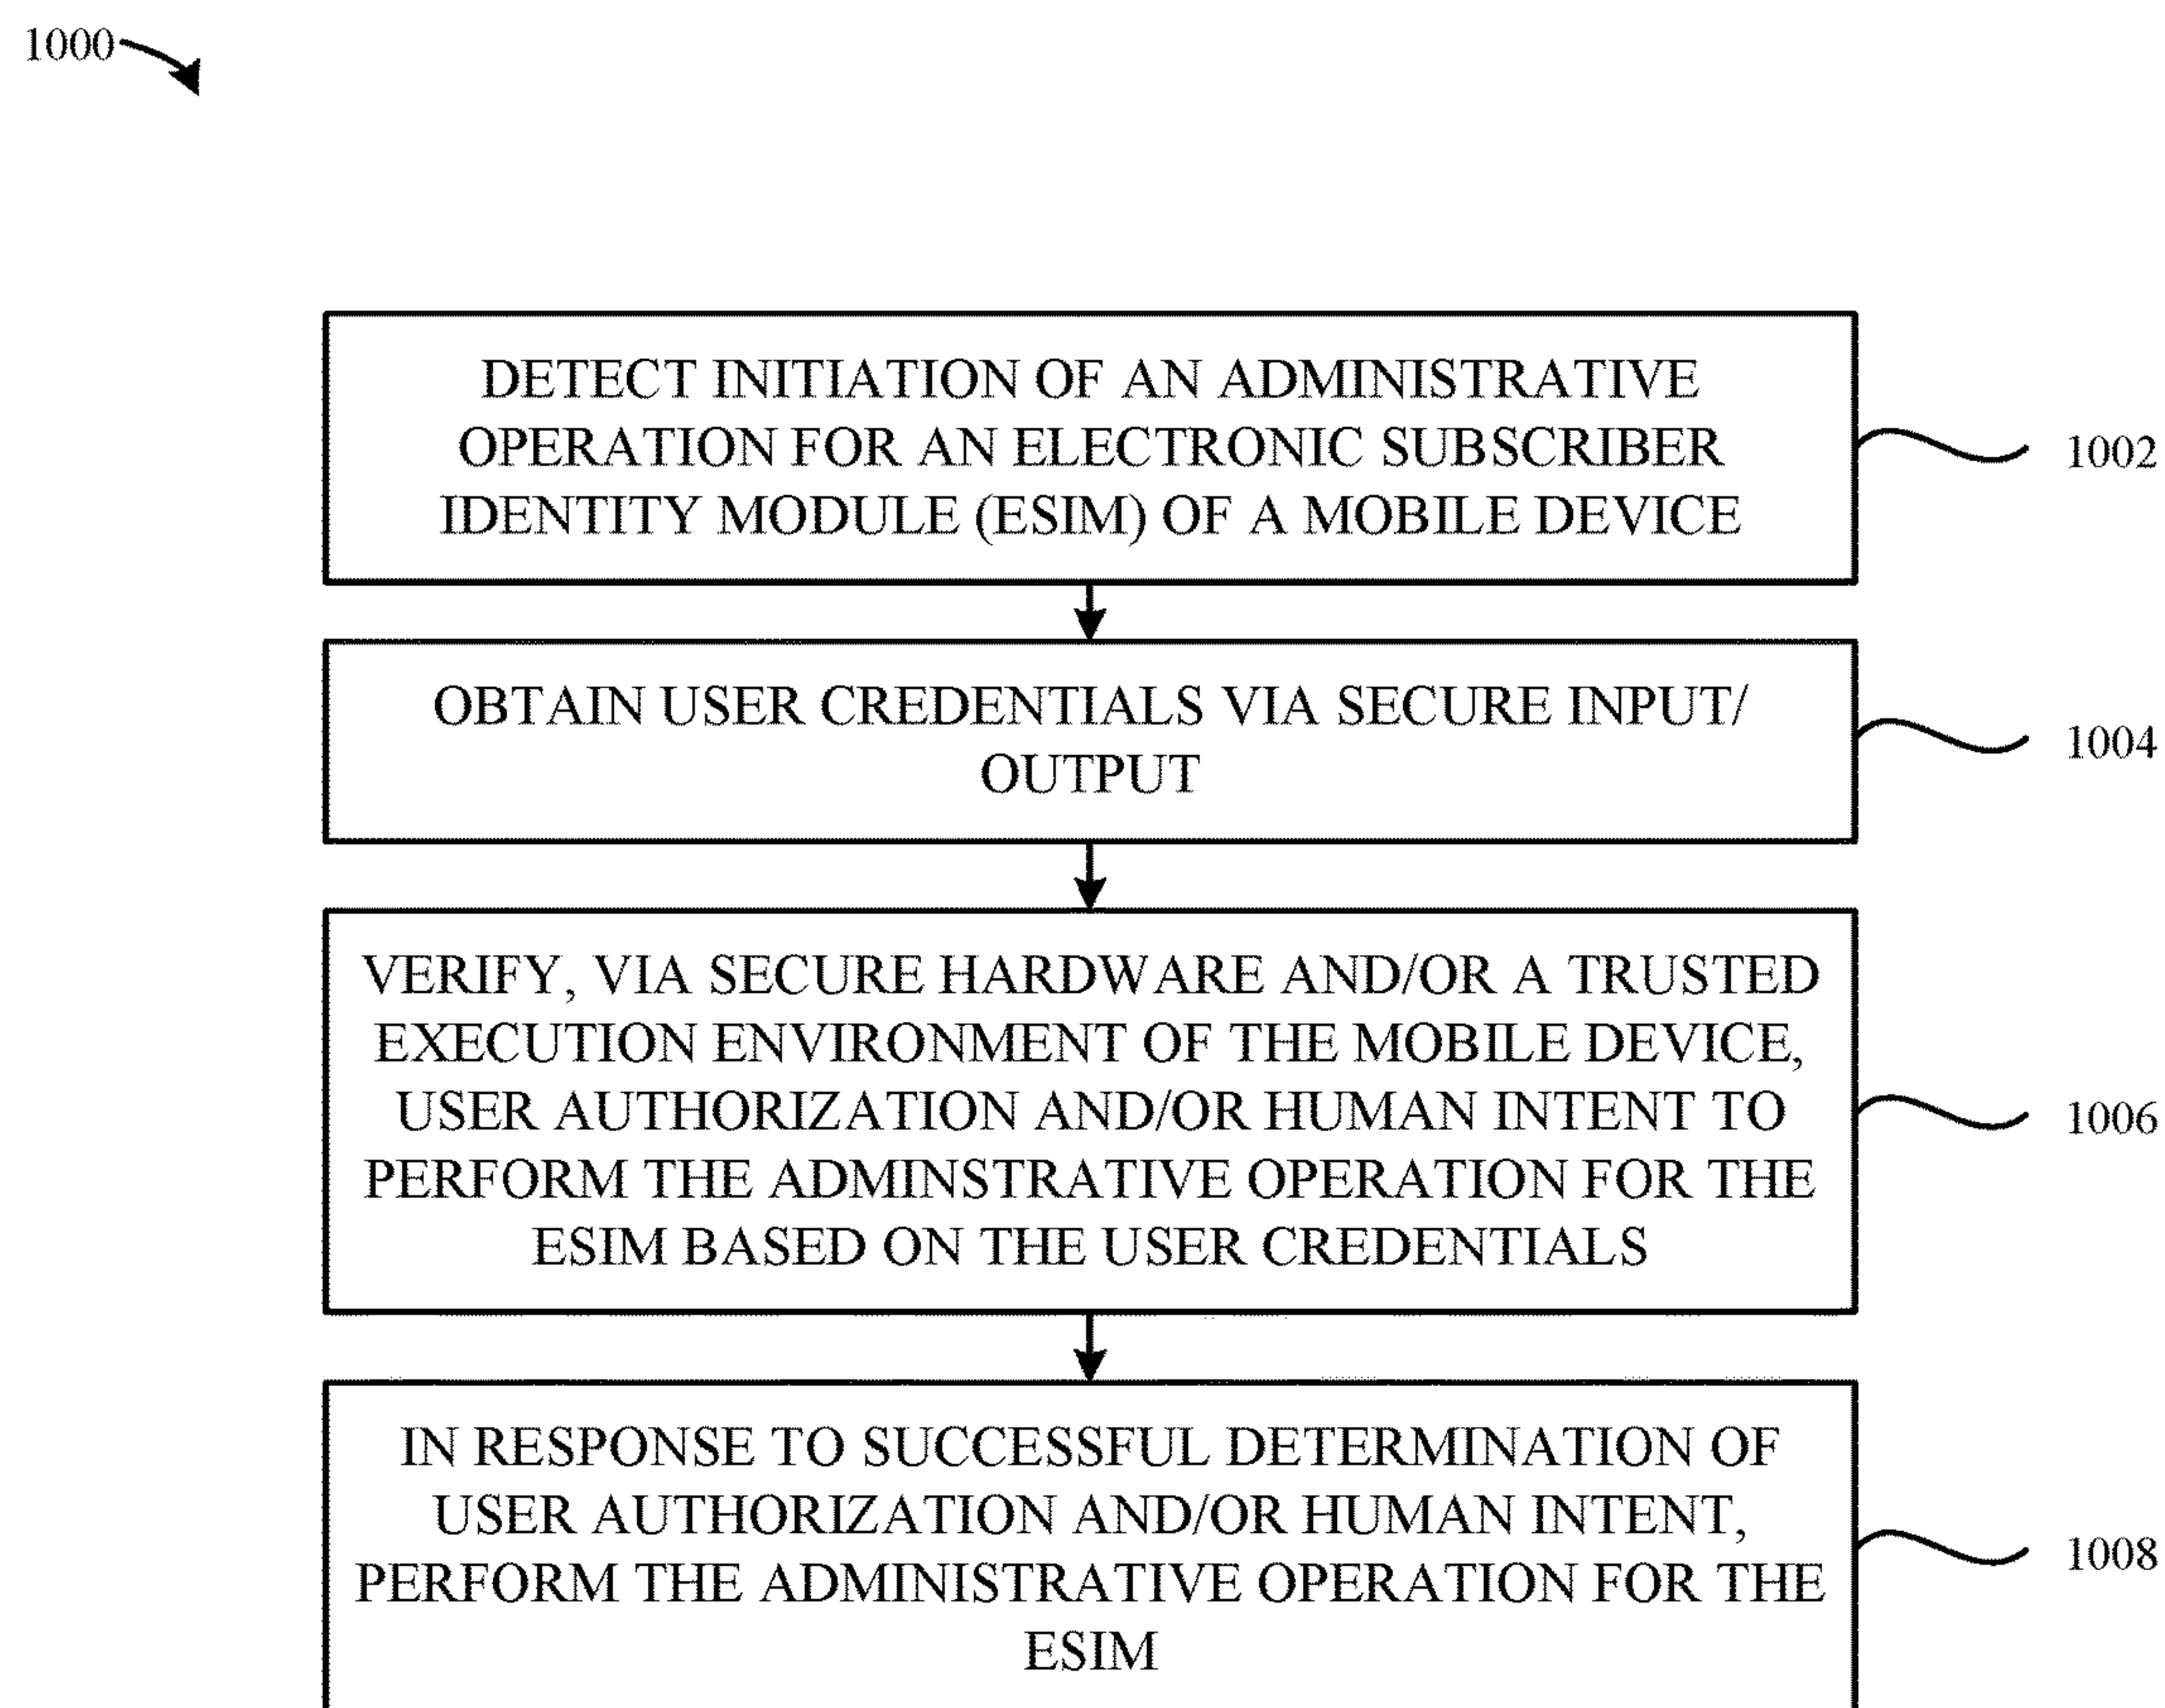 1000
DETECT INITIATION OF AN ADMINISTRATIVE
OPERATION FOR AN ELECTRONIC SUBSCRIBER
IDENTITY MODULE (ESIM) OF A MOBILE DEVICE
1002
OBTAIN USER CREDENTIALS VIA SECURE INPUT/
OUTPUT
1004
VERIFY, VIA SECURE HARDWARE AND/OR A TRUSTED
EXECUTION ENVIRONMENT OF THE MOBILE DEVICE,
USER AUTHORIZATION AND/OR HUMAN INTENT TO
PERFORM THE ADMINSTRATIVE OPERATION FOR THE
ESIM BASED ON THE USER CREDENTIALS
1006
IN RESPONSE TO SUCCESSFUL DETERMINATION OF
USER AUTHORIZATION AND/OR HUMAN INTENT,
PERFORM THE ADMINISTRATIVE OPERATION FOR THE
ESIM
1008